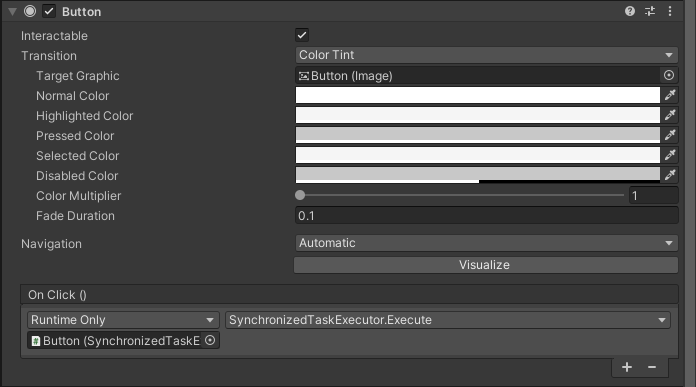 Button
Interactable
Transition Color Tint
Target Graphic Button (Image)
Normal Color
Highlighted Color
Pressed Color
Selected Color
Disabled Color
Color Multiplier 1
Fade Duration 0.1
Navigation Automatic
Visualize
On Click ()
Runtime Only SynchronizedTaskExecutor.Execute
Button (SynchronizedTaskE